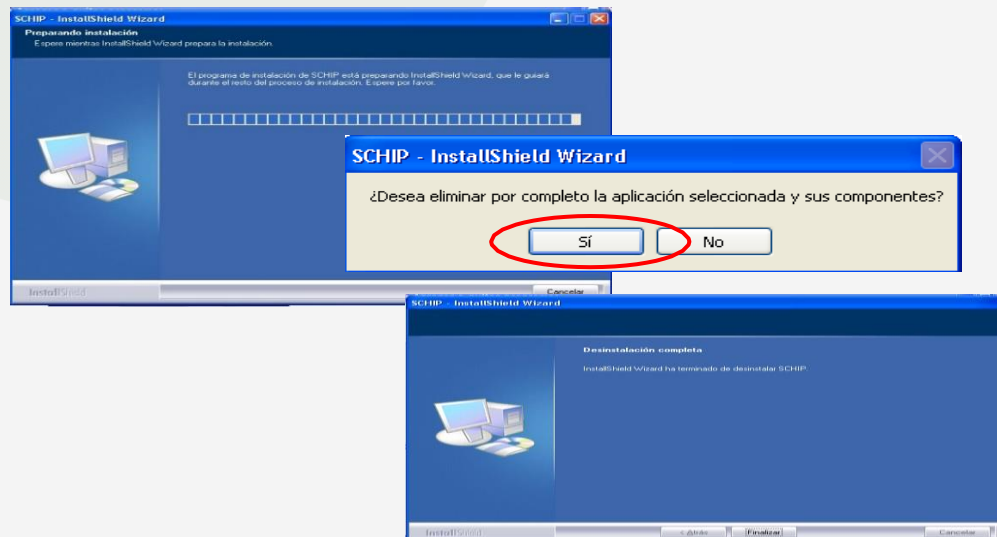 SCHIP - InstallShield Wizard
Preparando instalación
Espere mientras InstallShield Wizard prepara la instalación.
El programa de instalación de SCHIP está preparando InstallShield Wizard, que le guiará
durante el resto del proceso de instalación. Espere por favor.
InstallShield
Cancelar
SCHIP - InstallShield Wizard
¿Desea eliminar por completo la aplicación seleccionada y sus componentes?
Sí
No
SCHIP - InstallShield Wizard
Desinstalación completa
InstallShield Wizard ha terminado de desinstalar SCHIP.
InstallShield
< Atrás
Finalizar
Cancelar